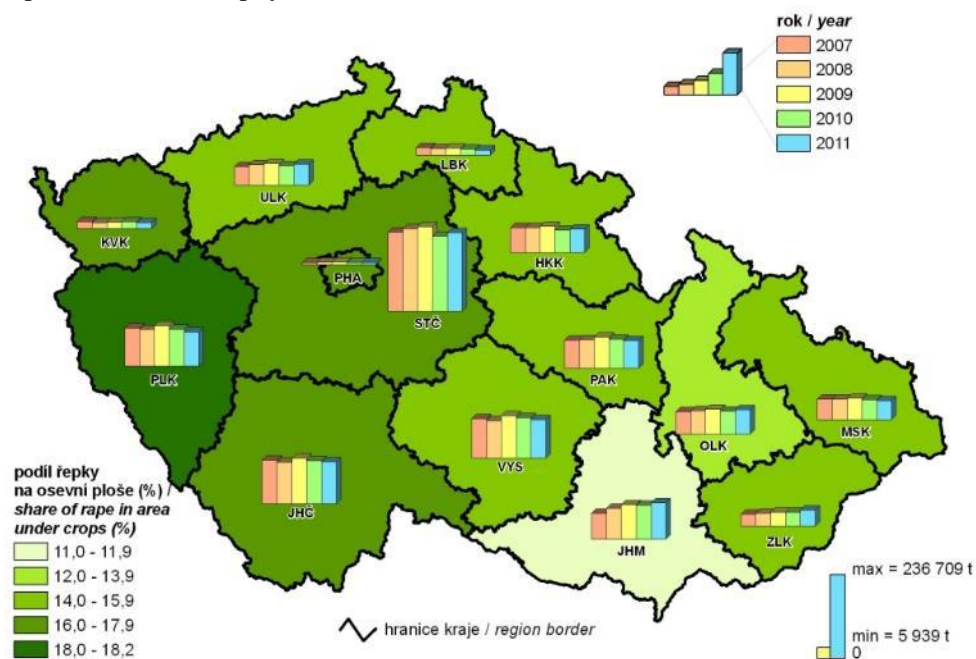 rok / year
2007
2008
2009
2010
2011
LBK
ULK
KVK
HKK
PHA
STČ
PLK
PAK
OLK
MSK
VYS
JHČ
JHM
ZLK
podíl řepky
na osevní ploše (%) /
share of rape in area
under crops (%)
11,0 - 11,9
12,0 - 13,9
14,0 - 15,9
16,0 - 17,9
18,0 - 18,2
hranice kraje / region border
max = 236 709 t
min = 5 939 t
0